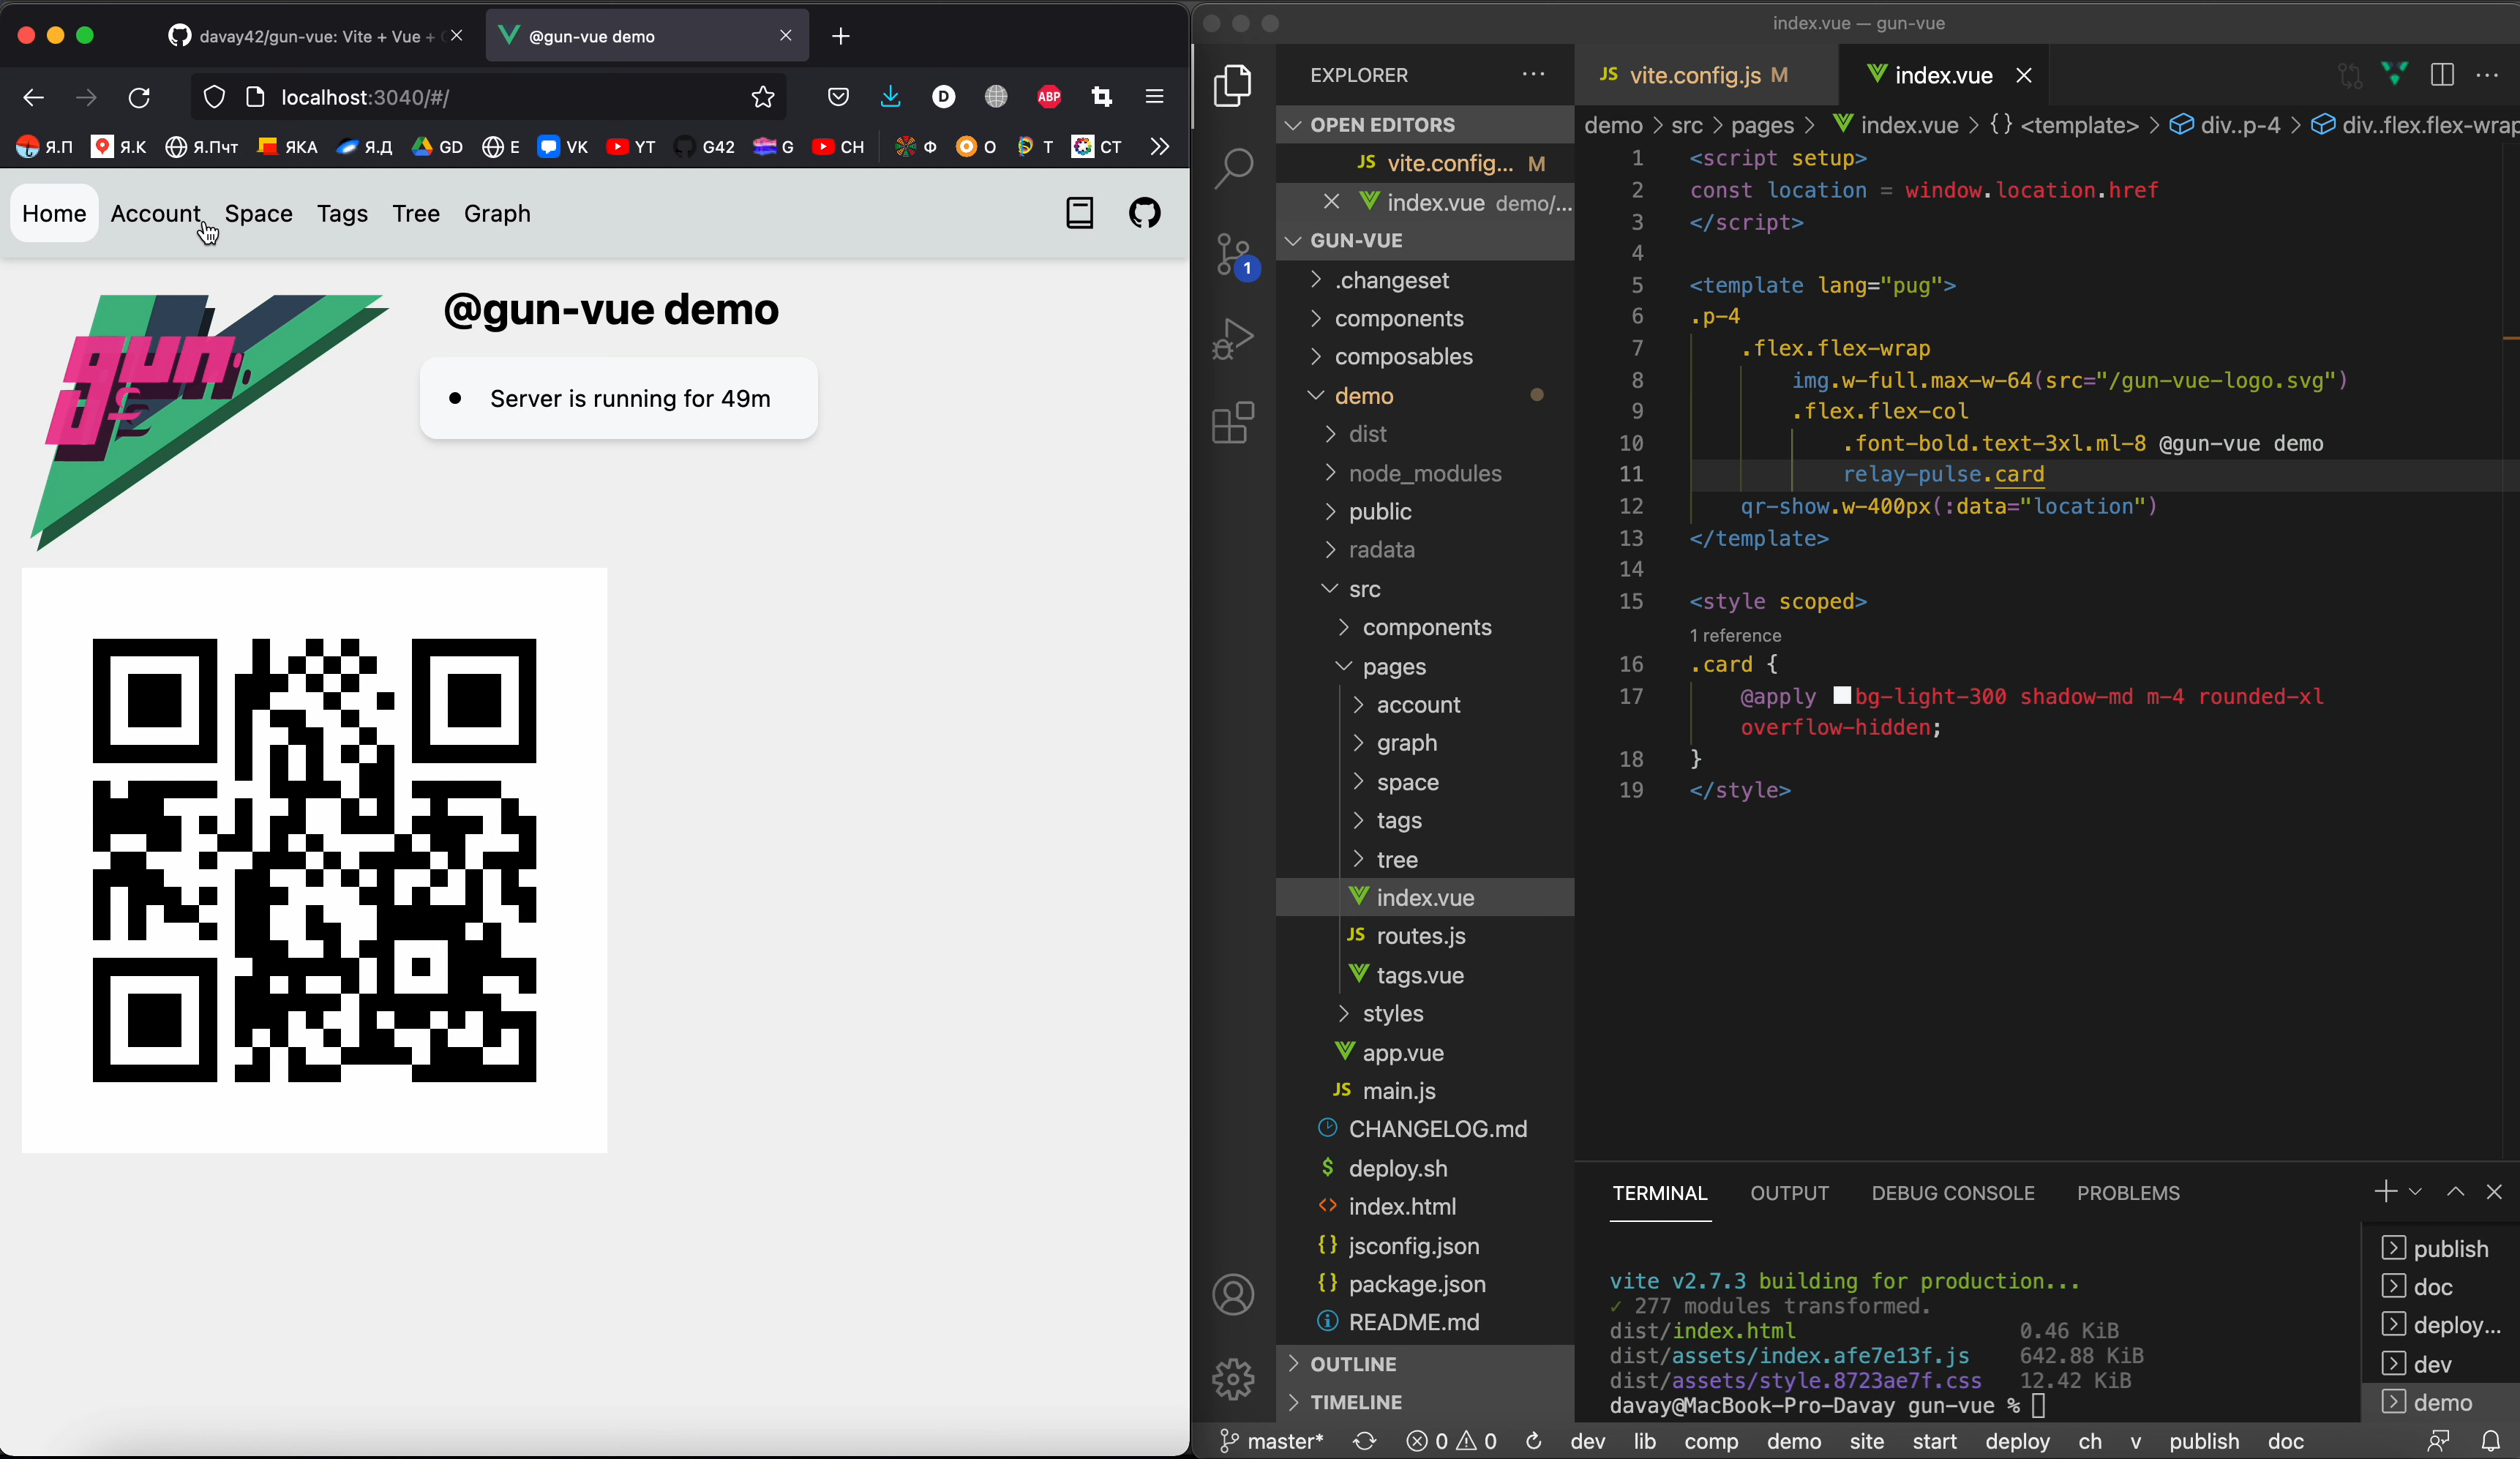 davay42/gun-vue: Vite + Vue +
@gun-vue demo
localhost:3040/#/
D
ABP
Я.П
Я.К
Я.Пчт
ЯКА
Я.Д
GD
E
VK
YT
G42
G
CH
Ф
O
T
CT
Home
Account
Space
Tags
Tree
Graph
gun.
@gun-vue demo
Server is running for 49m
index.vue — gun-vue
EXPLORER
OPEN EDITORS
JS vite.config... M
index.vue demo/...
GUN-VUE
.changeset
components
composables
demo
dist
node_modules
public
radata
src
components
pages
account
graph
space
tags
tree
index.vue
JS routes.js
tags.vue
styles
app.vue
JS main.js
CHANGELOG.md
$ deploy.sh
<> index.html
{} jsconfig.json
{} package.json
README.md
OUTLINE
TIMELINE
1
JS vite.config.js M
index.vue
demo > src > pages > index.vue > {} <template> > div..p-4 > div..flex.flex-wrap
1 <script setup>
2 const location = window.location.href
3 </script>
4
5 <template lang="pug">
6 .p-4
7 .flex.flex-wrap
8 img.w-full.max-w-64(src="/gun-vue-logo.svg")
9 .flex.flex-col
10 .font-bold.text-3xl.ml-8 @gun-vue demo
11 relay-pulse.card
12 qr-show.w-400px(:data="location")
13 </template>
14
15 <style scoped>
1 reference
16 .card {
17 @apply bg-light-300 shadow-md m-4 rounded-xl
overflow-hidden;
18 }
19 </style>
TERMINAL
OUTPUT
DEBUG CONSOLE
PROBLEMS
vite v2.7.3 building for production...
✓ 277 modules transformed.
dist/index.html 0.46 KiB
dist/assets/index.afe7e13f.js 642.88 KiB
dist/assets/style.8723ae7f.css 12.42 KiB
davay@MacBook-Pro-Davay gun-vue %
publish
doc
deploy...
dev
demo
master*
0
0
dev
lib
comp
demo
site
start
deploy
ch
v
publish
doc